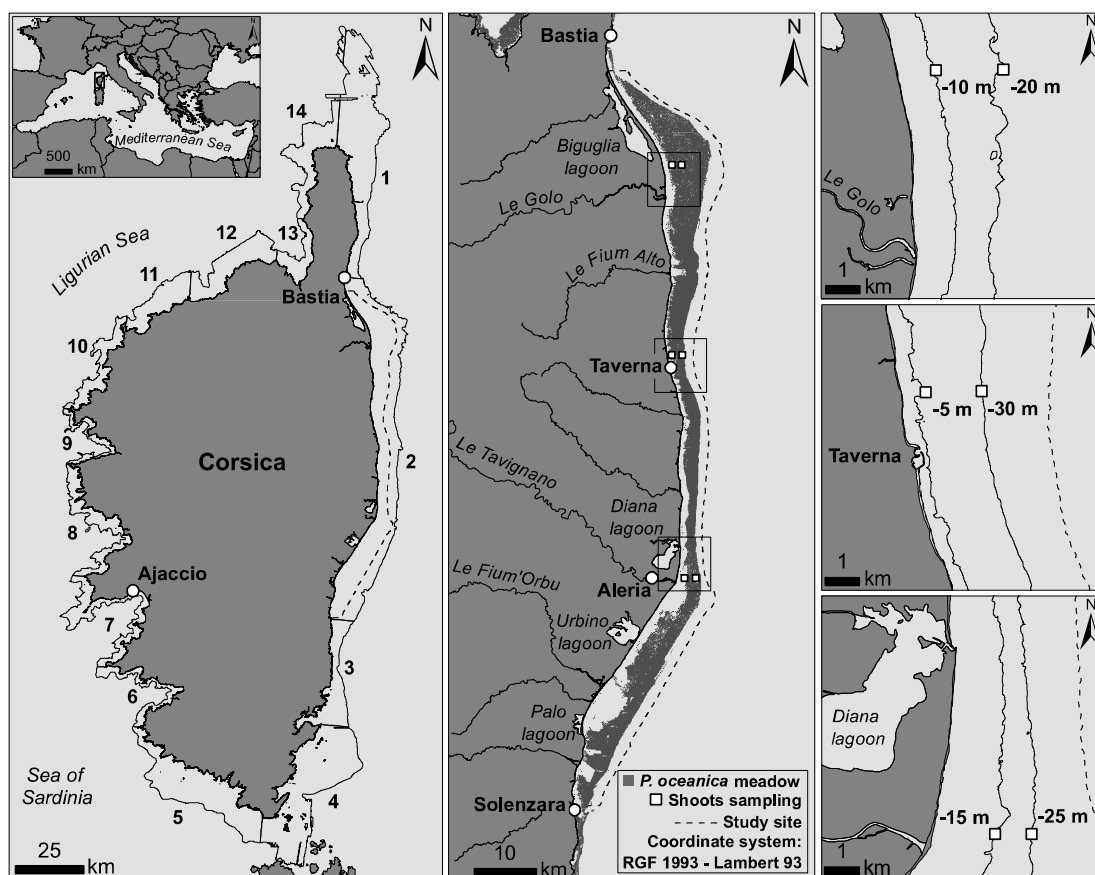 N
Mediterranean Sea
500
km
N
14
1
Ligurian Sea
12
13
11
Bastia
10
9
Corsica
2
8
Ajaccio
7
3
6
Sea of
Sardinia
4
5
25
km
N
Bastia
Biguglia
lagoon
Le Golo
Le Fium Alto
Taverna
Le Tavignano
Diana
lagoon
Le Fium'Orbu
Aleria
Urbino
lagoon
Palo
lagoon
Solenzara
P. oceanica meadow
Shoots sampling
Study site
Coordinate system:
RGF 1993 - Lambert 93
10
km
N
-10 m
-20 m
Le Golo
1
km
N
-5 m
-30 m
Taverna
1
km
N
Diana
lagoon
-15 m
-25 m
1
km